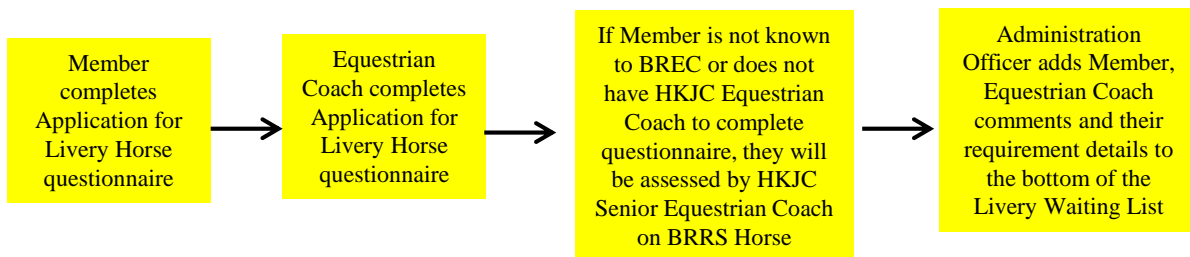 Member
completes
Application for
Livery Horse
questionnaire
Equestrian
Coach completes
Application for
Livery Horse
questionnaire
If Member is not known
to BREC or does not
have HKJC Equestrian
Coach to complete
questionnaire, they will
be assessed by HKJC
Senior Equestrian Coach
on BRRS Horse
Administration
Officer adds Member,
Equestrian Coach
comments and their
requirement details to
the bottom of the
Livery Waiting List